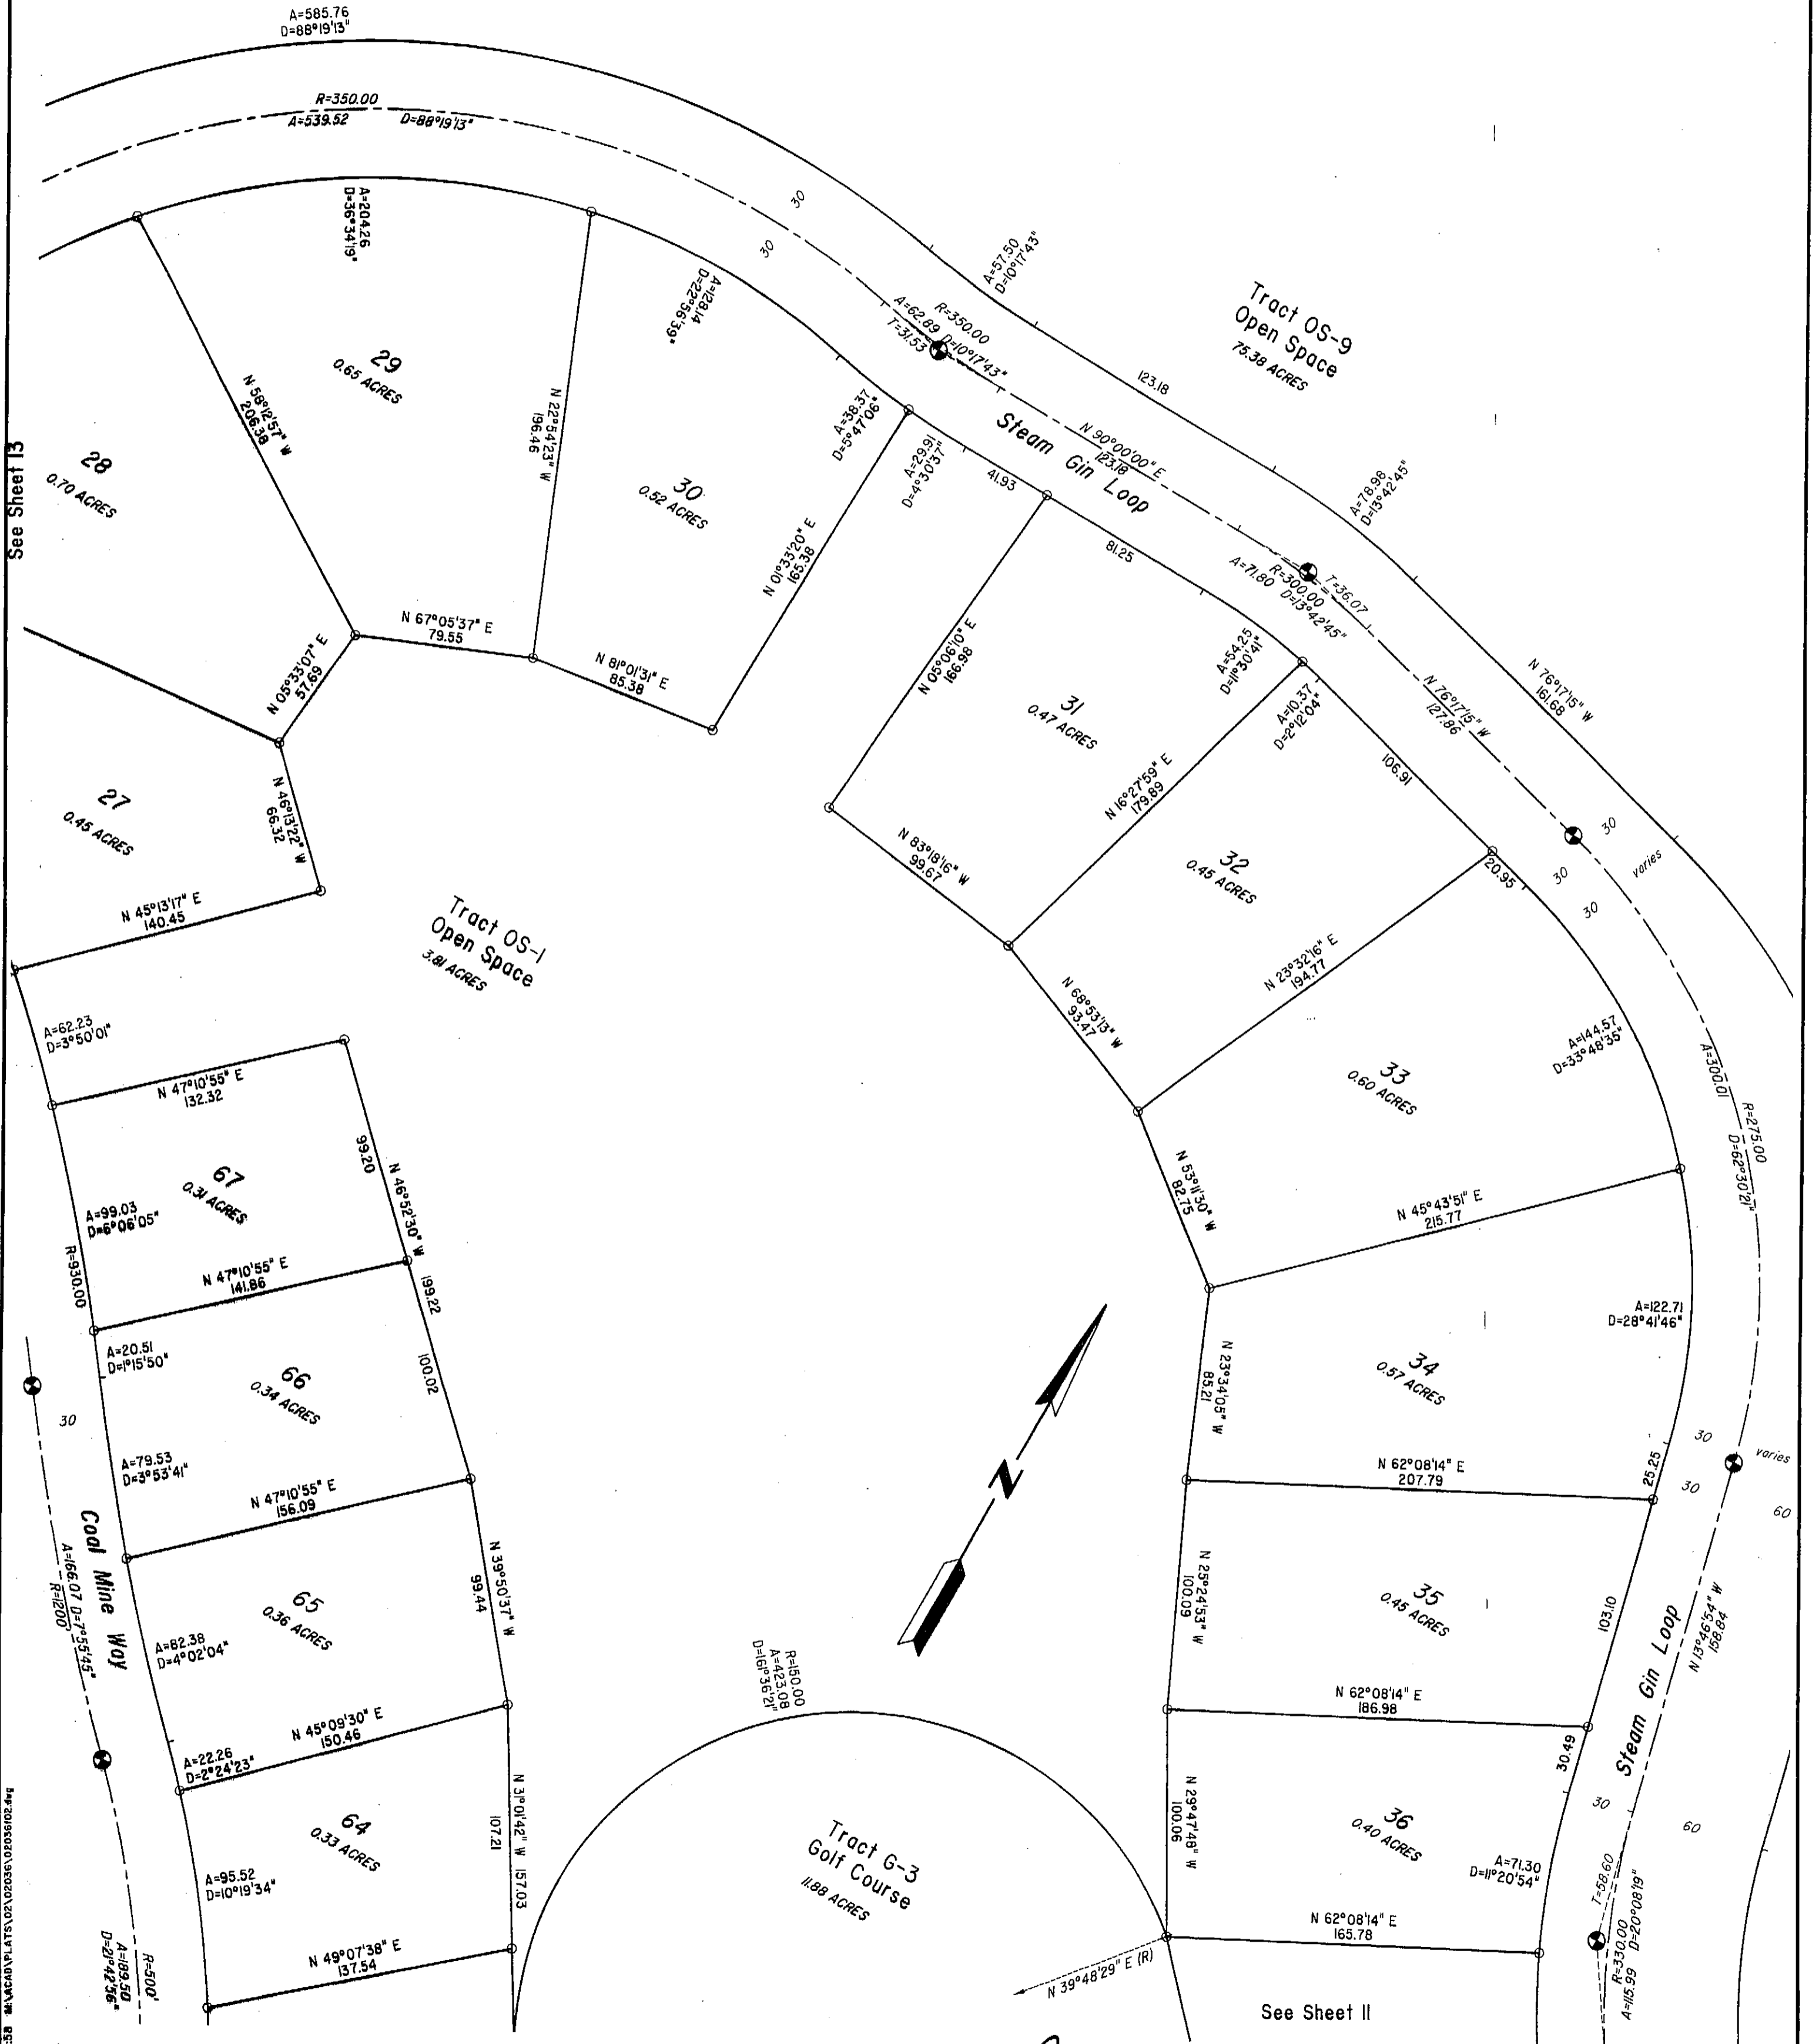 A=585.76
D=88°19'13"
R=350.00
A=539.52 D=88°19'13"
30
30
A=204.26
D=36°34'19"
A=128.14
D=22°56'39"
A=57.50
D=10°17'43"
R=350.00
A=62.89 D=10°17'43"
T=31.53
Tract OS-9
Open Space
75.38 ACRES
123.18
N 90°00'00" E
123.18
Steam Gin Loop
A=78.98
D=13°42'45"
T=36.07
R=300.00
A=71.80 D=13°42'45"
See Sheet 13
28
0.70 ACRES
N 58°12'57" W
206.38
29
0.65 ACRES
N 22°54'23" W
196.46
30
0.52 ACRES
A=38.37
D=5°47'06"
A=29.91
D=4°30'37"
41.93
N 01°33'20" E
165.38
81.25
N 67°05'37" E
79.55
N 81°01'31" E
85.38
N 05°33'07" E
57.69
N 05°06'10" E
166.98
31
0.47 ACRES
A=54.25
D=11°30'41"
A=10.37
D=2°12'04"
N 76°17'15" W
161.68
N 76°17'15" W
127.86
106.91
27
0.45 ACRES
N 46°13'22" W
66.32
N 45°13'17" E
140.45
N 83°18'16" W
99.67
N 16°27'59" E
179.89
32
0.45 ACRES
20.95
30
30
30
varies
Tract OS-1
Open Space
3.81 ACRES
N 68°53'13" W
93.47
N 23°32'16" E
194.77
A=62.23
D=3°50'01"
N 47°10'55" E
132.32
33
0.60 ACRES
A=144.57
D=33°48'35"
A=300.01
R=275.00
D=62°30'21"
67
0.31 ACRES
99.20
N 46°52'30" W
199.22
A=99.03
D=6°06'05"
R=930.00
N 47°10'55" E
141.86
N 53°11'30" W
82.75
N 45°43'51" E
215.77
A=20.51
D=1°15'50"
66
0.34 ACRES
100.02
30
A=79.53
D=3°53'41"
N 47°10'55" E
156.09
N 23°34'05" W
85.21
34
0.57 ACRES
A=122.71
D=28°41'46"
N 62°08'14" E
207.79
25.25
30
30
varies
60
N
Coal Mine Way
A=166.07 D=7°55'45"
R=1200'
65
0.36 ACRES
N 39°50'37" W
99.44
A=82.38
D=4°02'04"
N 45°09'30" E
150.46
A=22.26
D=2°24'23"
N 25°24'53" W
100.09
35
0.45 ACRES
103.10
Steam Gin Loop
N 13°46'54" W
158.84
N 62°08'14" E
186.98
30.49
R=150.00
A=423.08
D=161°36'21"
64
0.33 ACRES
N 31°01'42" W 157.03
107.21
A=95.52
D=10°19'34"
N 49°07'38" E
137.54
R=500'
A=189.50
D=21°42'56"
Tract G-3
Golf Course
11.88 ACRES
N 29°47'48" W
100.06
36
0.40 ACRES
A=71.30
D=11°20'54"
N 62°08'14" E
165.78
N 39°48'29" E (R)
30
60
T=58.60
R=330.00
A=115.99 D=20°08'19"
See Sheet 11
:58 M:\ACAD\PLATS\02\02036\02036102.dwg